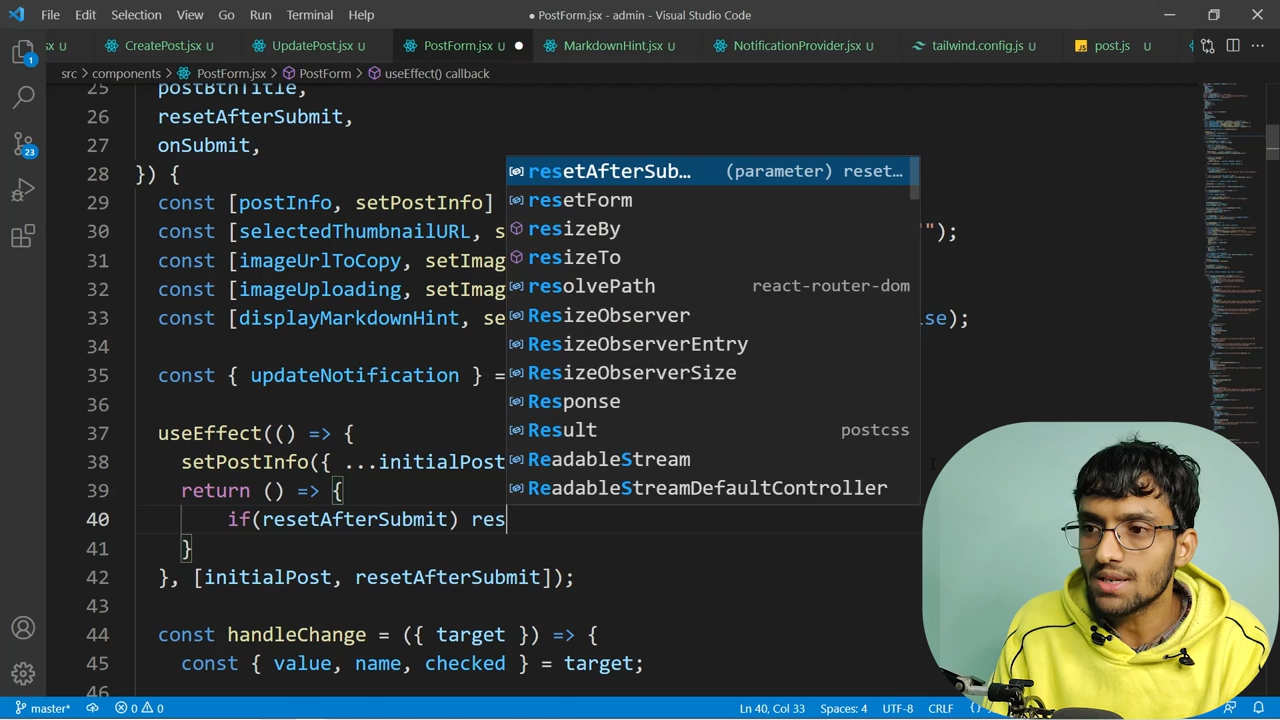 File Edit Selection View Go Run Terminal Help
● PostForm.jsx - admin - Visual Studio Code
sx U CreatePost.jsx U UpdatePost.jsx U PostForm.jsx U ● MarkdownHint.jsx U NotificationProvider.jsx U tailwind.config.js U JS post.js U
src > components > PostForm.jsx > PostForm > useEffect() callback
25 postBtnTitle,
26 resetAfterSubmit,
27 onSubmit,
28 }) {
29 const [postInfo, setPostInfo]
30 const [selectedThumbnailURL, s "");
31 const [imageUrlToCopy, setImag
32 const [imageUploading, setImag
33 const [displayMarkdownHint, se lse);
34
35 const { updateNotification } =
36
37 useEffect(() => {
38 setPostInfo({ ...initialPost
39 return () => {
40 if(resetAfterSubmit) res
41 }
42 }, [initialPost, resetAfterSubmit]);
43
44 const handleChange = ({ target }) => {
45 const { value, name, checked } = target;
46
resetAfterSub… (parameter) reset…
resetForm
resizeBy
resizeTo
resolvePath react-router-dom
ResizeObserver
ResizeObserverEntry
ResizeObserverSize
Response
Result postcss
ReadableStream
ReadableStreamDefaultController
1
23
master* 0 0 Ln 40, Col 33 Spaces: 4 UTF-8 CRLF {